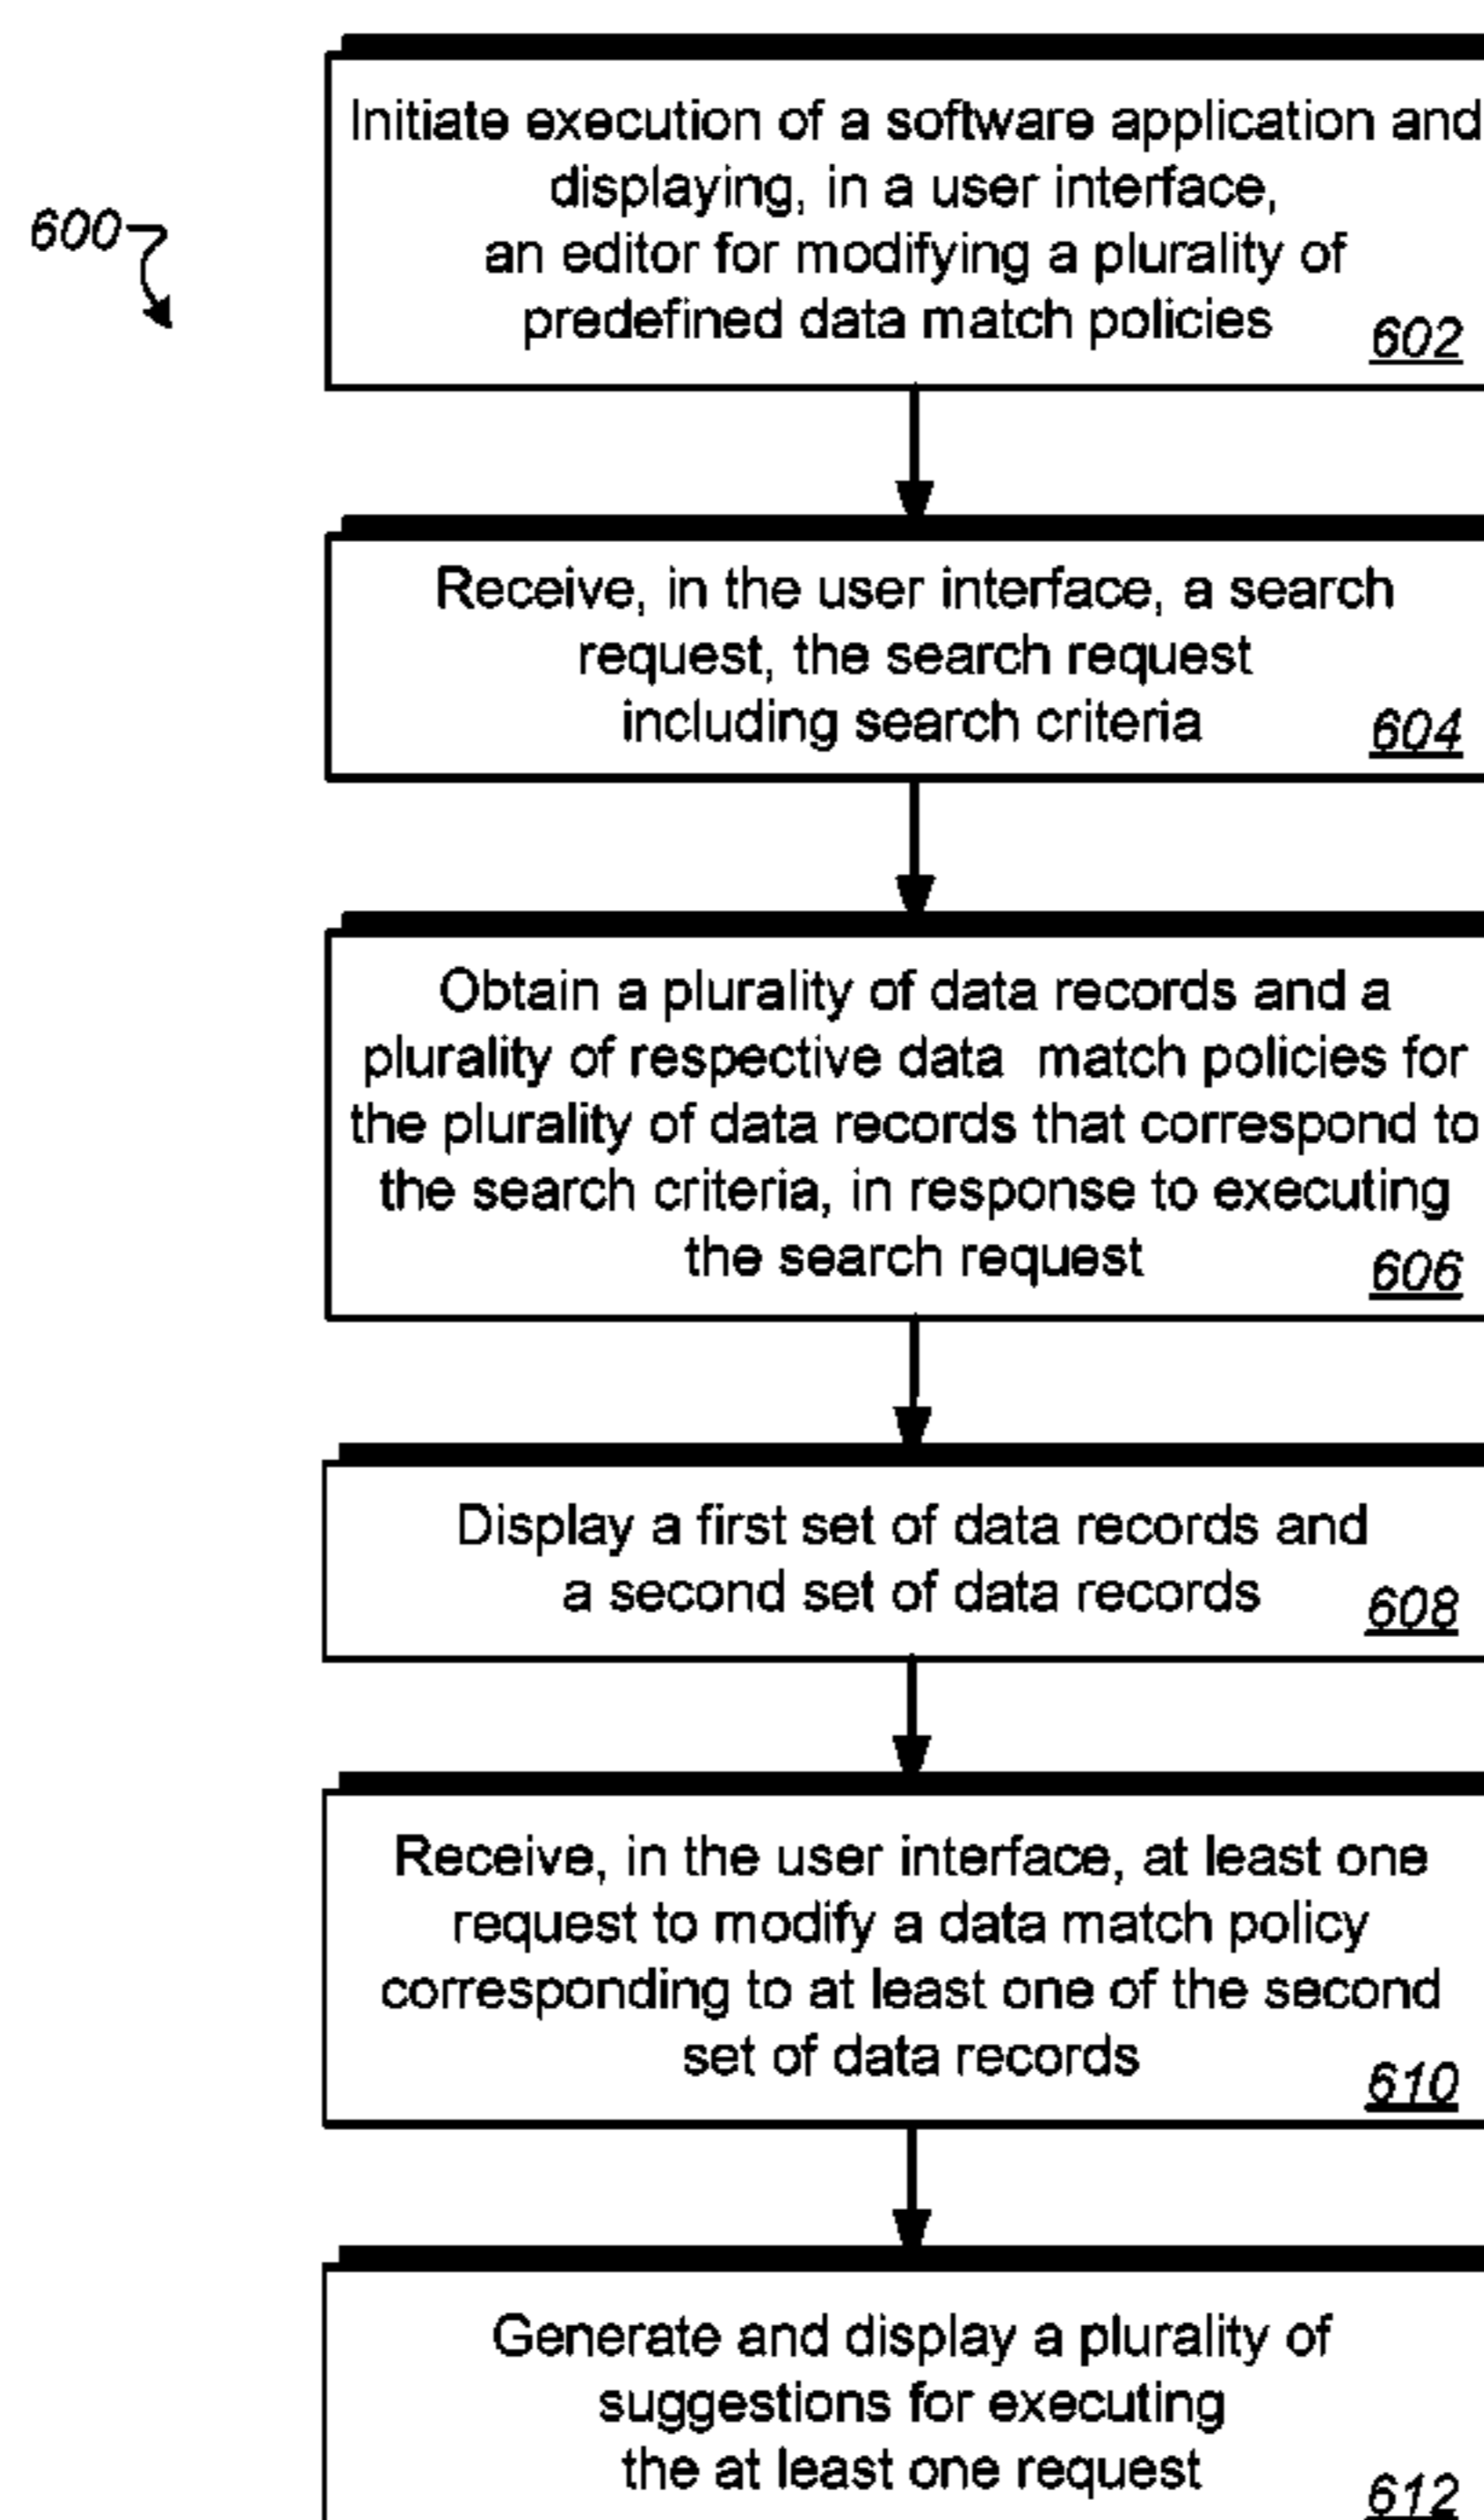 600
Initiate execution of a software application and
displaying, in a user interface,
an editor for modifying a plurality of
predefined data match policies
602
Receive, in the user interface, a search
request, the search request
including search criteria
604
Obtain a plurality of data records and a
plurality of respective data match policies for
the plurality of data records that correspond to
the search criteria, in response to executing
the search request
606
Display a first set of data records and
a second set of data records
608
Receive, in the user interface, at least one
request to modify a data match policy
corresponding to at least one of the second
set of data records
610
Generate and display a plurality of
suggestions for executing
the at least one request
612